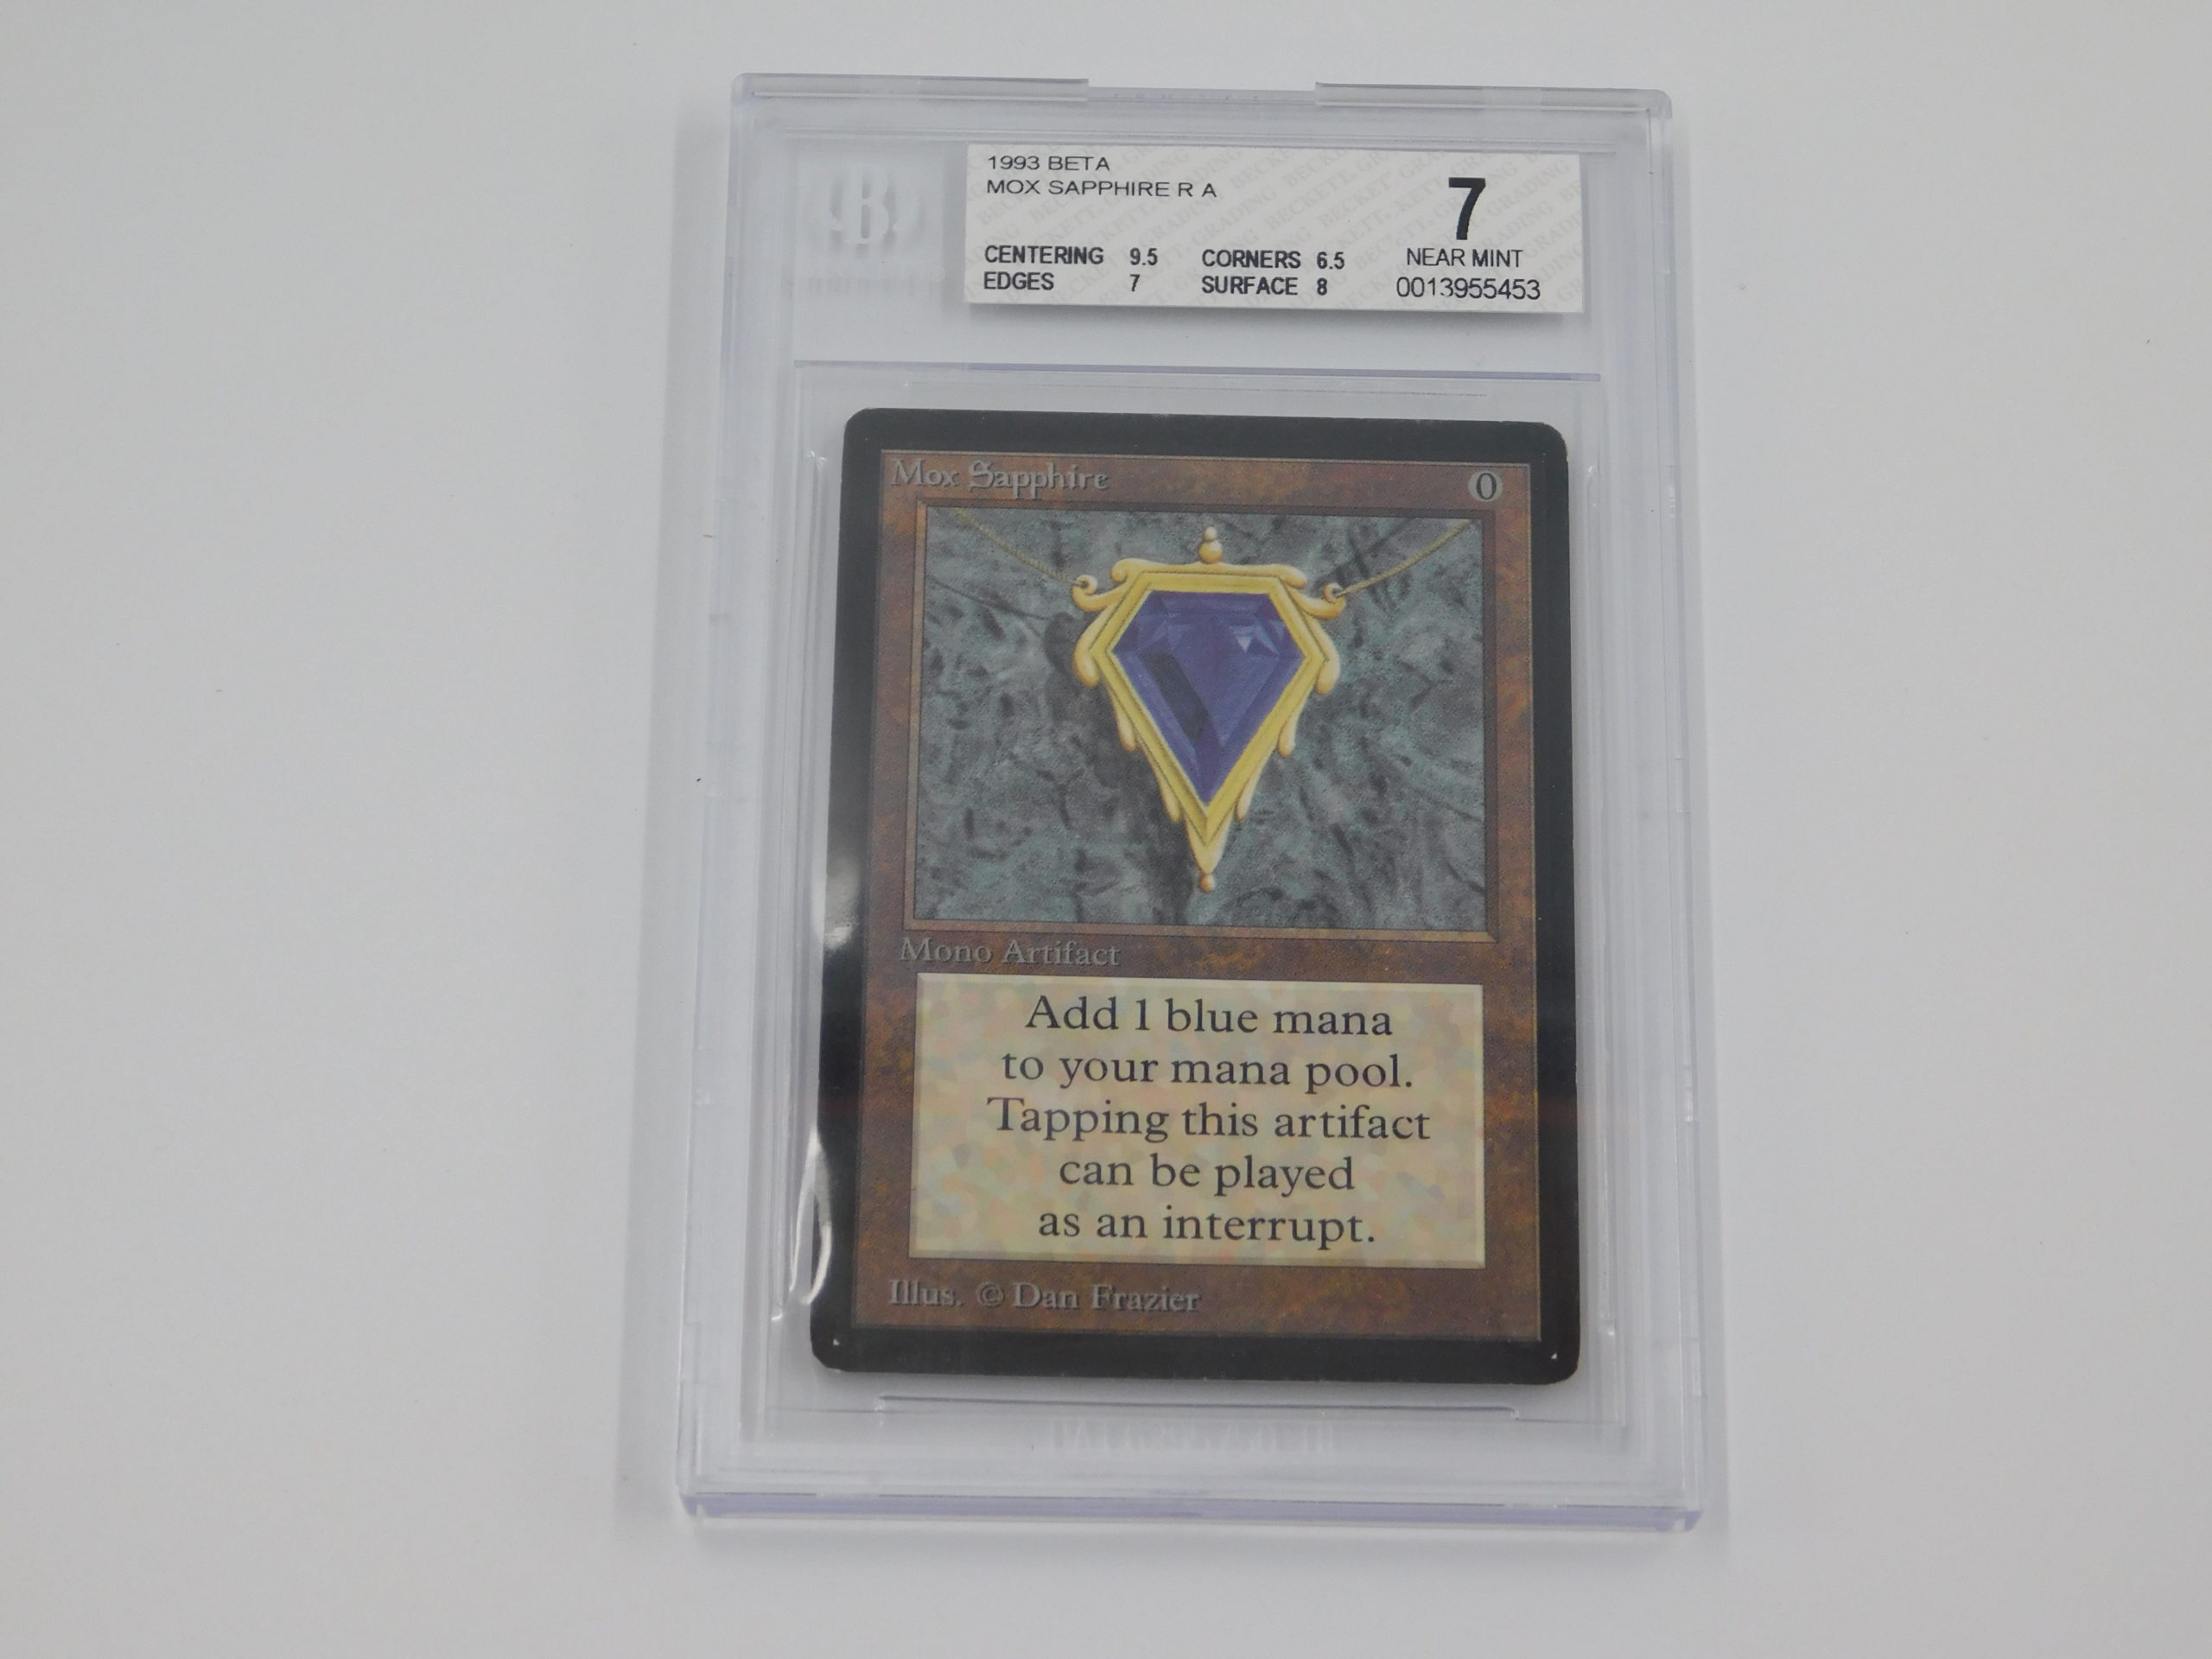 1993 BETA
MOX SAPPHIRE R A
7
CENTERING 9.5 CORNERS 6.5 NEAR MINT
EDGES 7 SURFACE 8 0013955453
B
Mox Sapphire 0
Mono Artifact
Add 1 blue mana
to your mana pool.
Tapping this artifact
can be played
as an interrupt.
Illus. © Dan Frazier